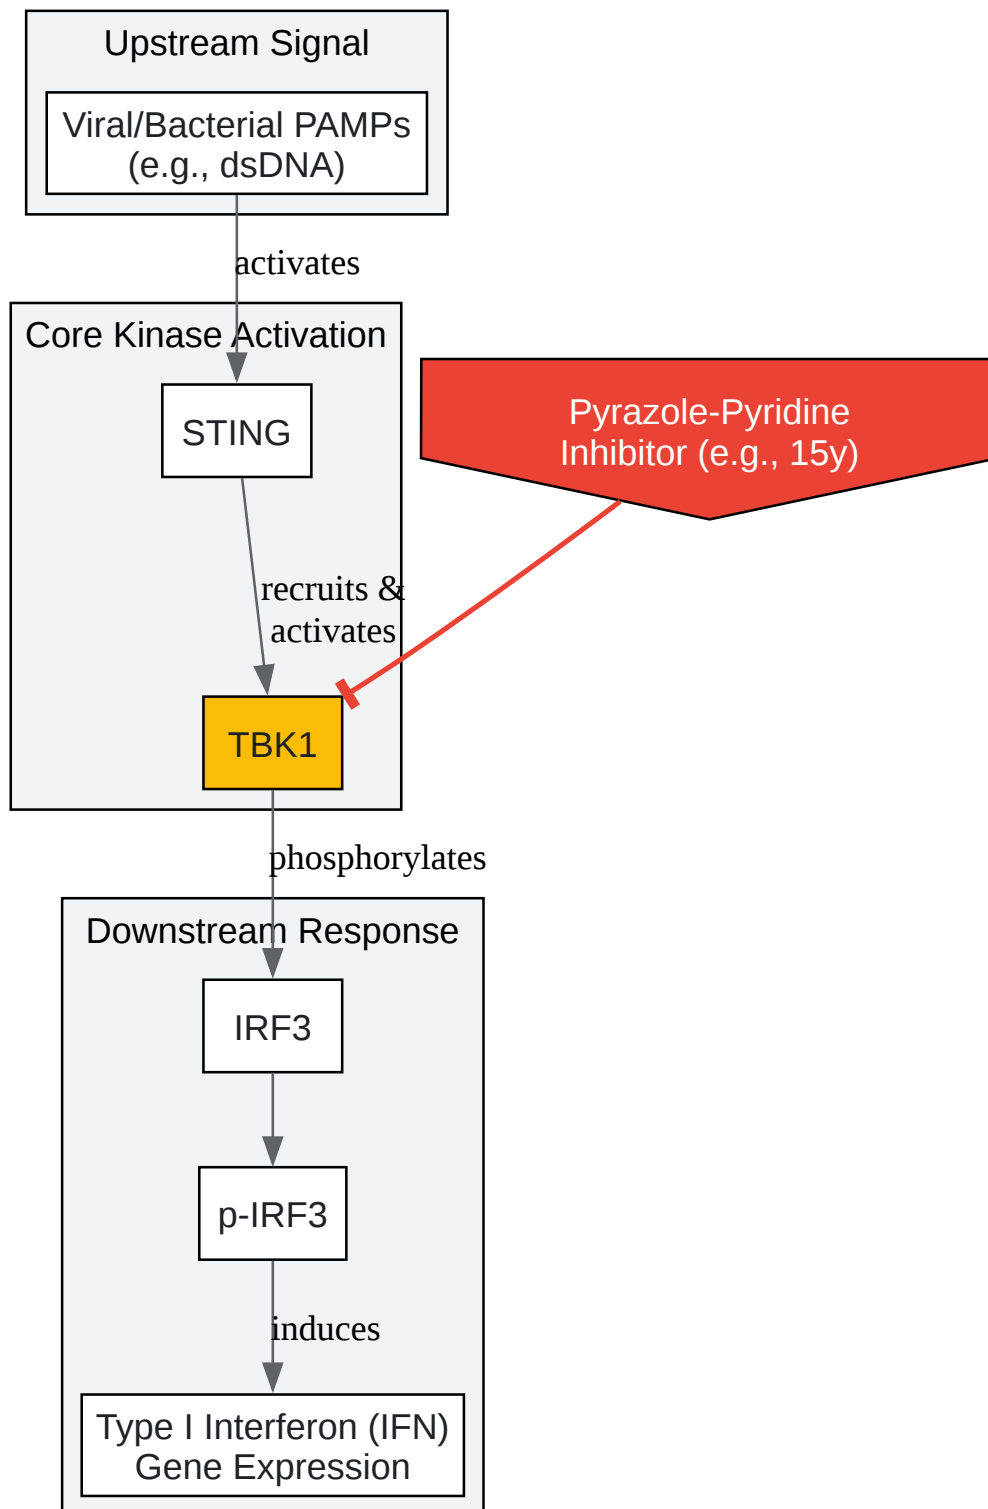 Upstream Signal
Viral/Bacterial PAMPs
(e.g., dsDNA)
activates
Core Kinase Activation
STING
Pyrazole-Pyridine
Inhibitor (e.g., 15y)
recruits &
activates
TBK1
phosphorylates
Downstream Response
IRF3
p-IRF3
induces
Type I Interferon (IFN)
Gene Expression